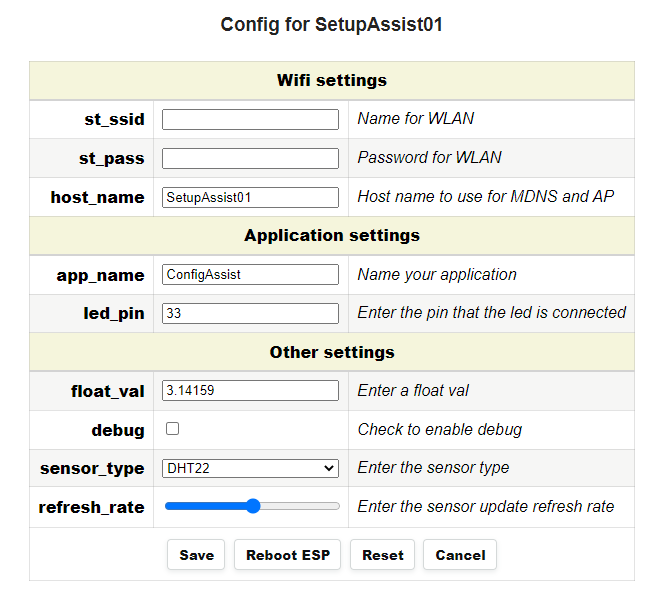 Config for SetupAssist01
Wifi settings
st_ssid Name for WLAN
st_pass Password for WLAN
host_name SetupAssist01 Host name to use for MDNS and AP
Application settings
app_name ConfigAssist Name your application
led_pin 33 Enter the pin that the led is connected
Other settings
float_val 3.14159 Enter a float val
debug Check to enable debug
sensor_type DHT22 Enter the sensor type
refresh_rate Enter the sensor update refresh rate
Save Reboot ESP Reset Cancel